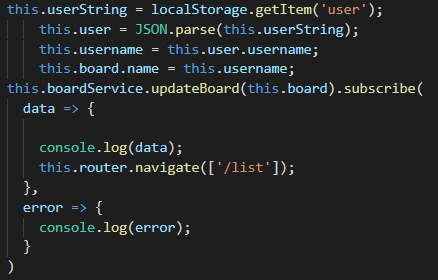 this.userString = localStorage.getItem('user');
this.user = JSON.parse(this.userString);
this.username = this.user.username;
this.board.name = this.username;
this.boardService.updateBoard(this.board).subscribe(
data => {
console.log(data);
this.router.navigate(['/list']);
},
error => {
console.log(error);
}
)